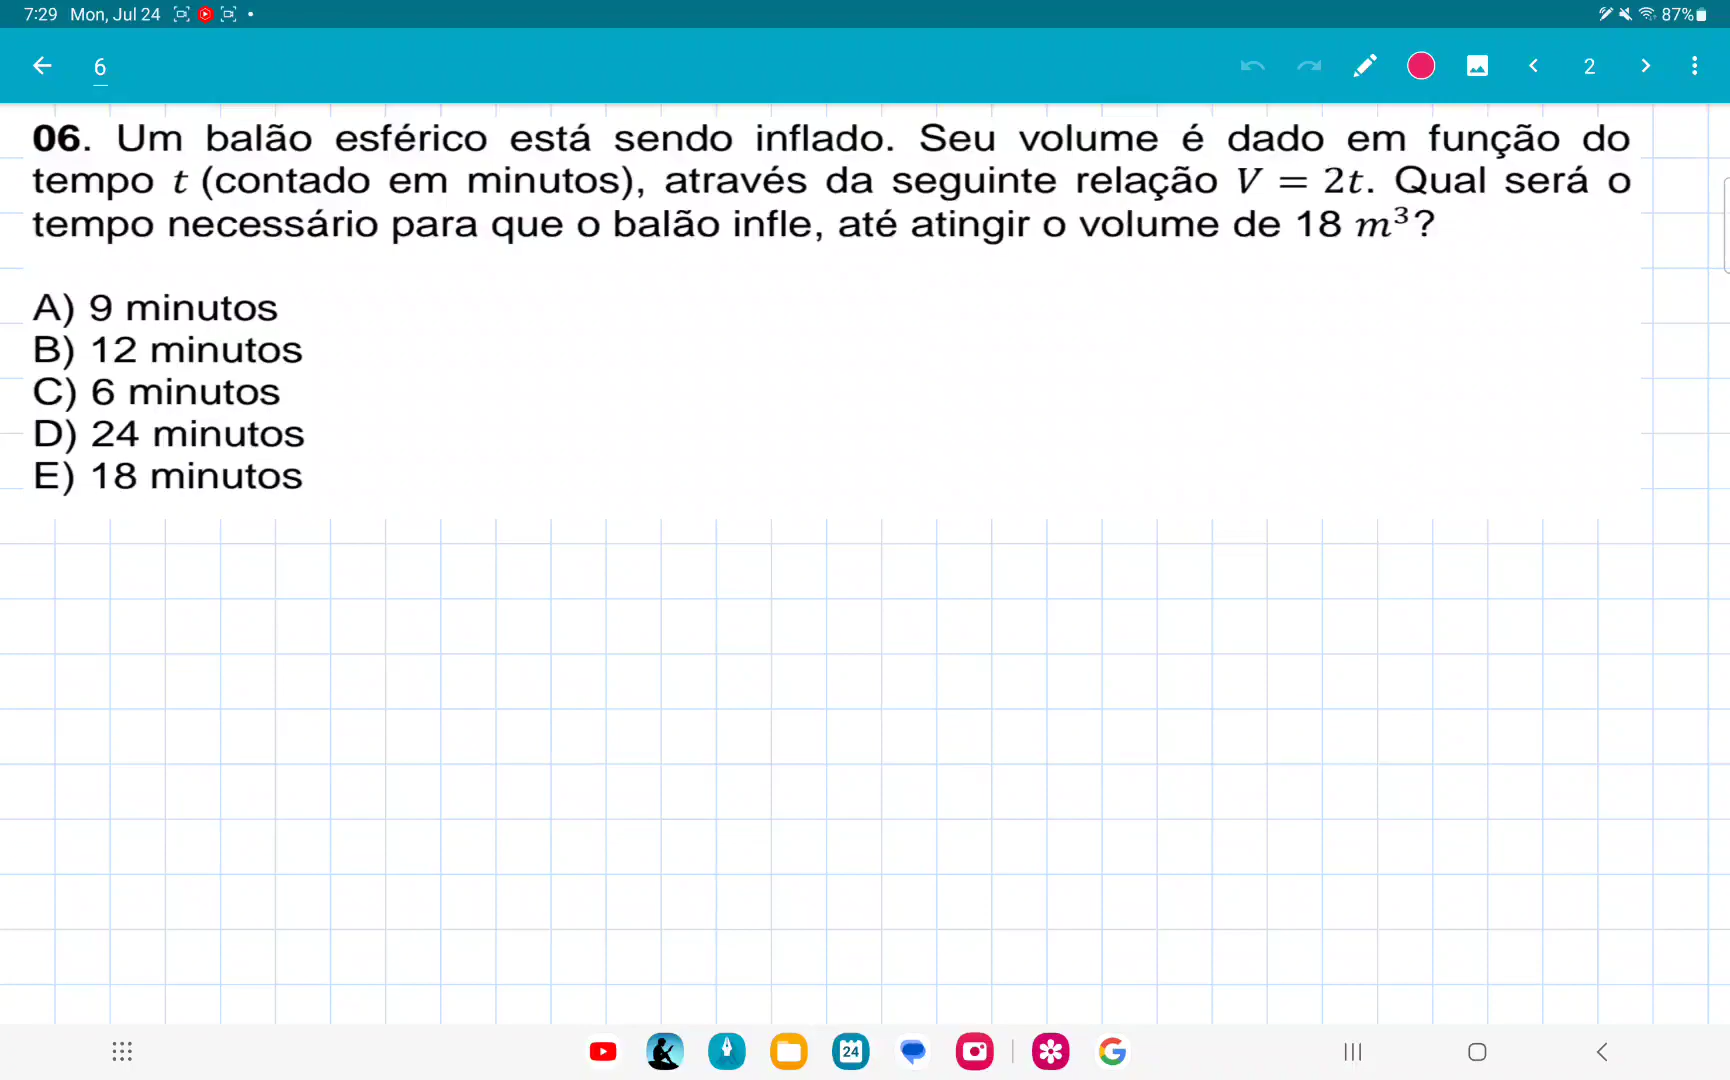 7:29 Mon, Jul 24 87%
6 2
06. Um balão esférico está sendo inflado. Seu volume é dado em função do
tempo t (contado em minutos), através da seguinte relação V = 2t. Qual será o
tempo necessário para que o balão infle, até atingir o volume de 18 m³?
A) 9 minutos
B) 12 minutos
C) 6 minutos
D) 24 minutos
E) 18 minutos
24